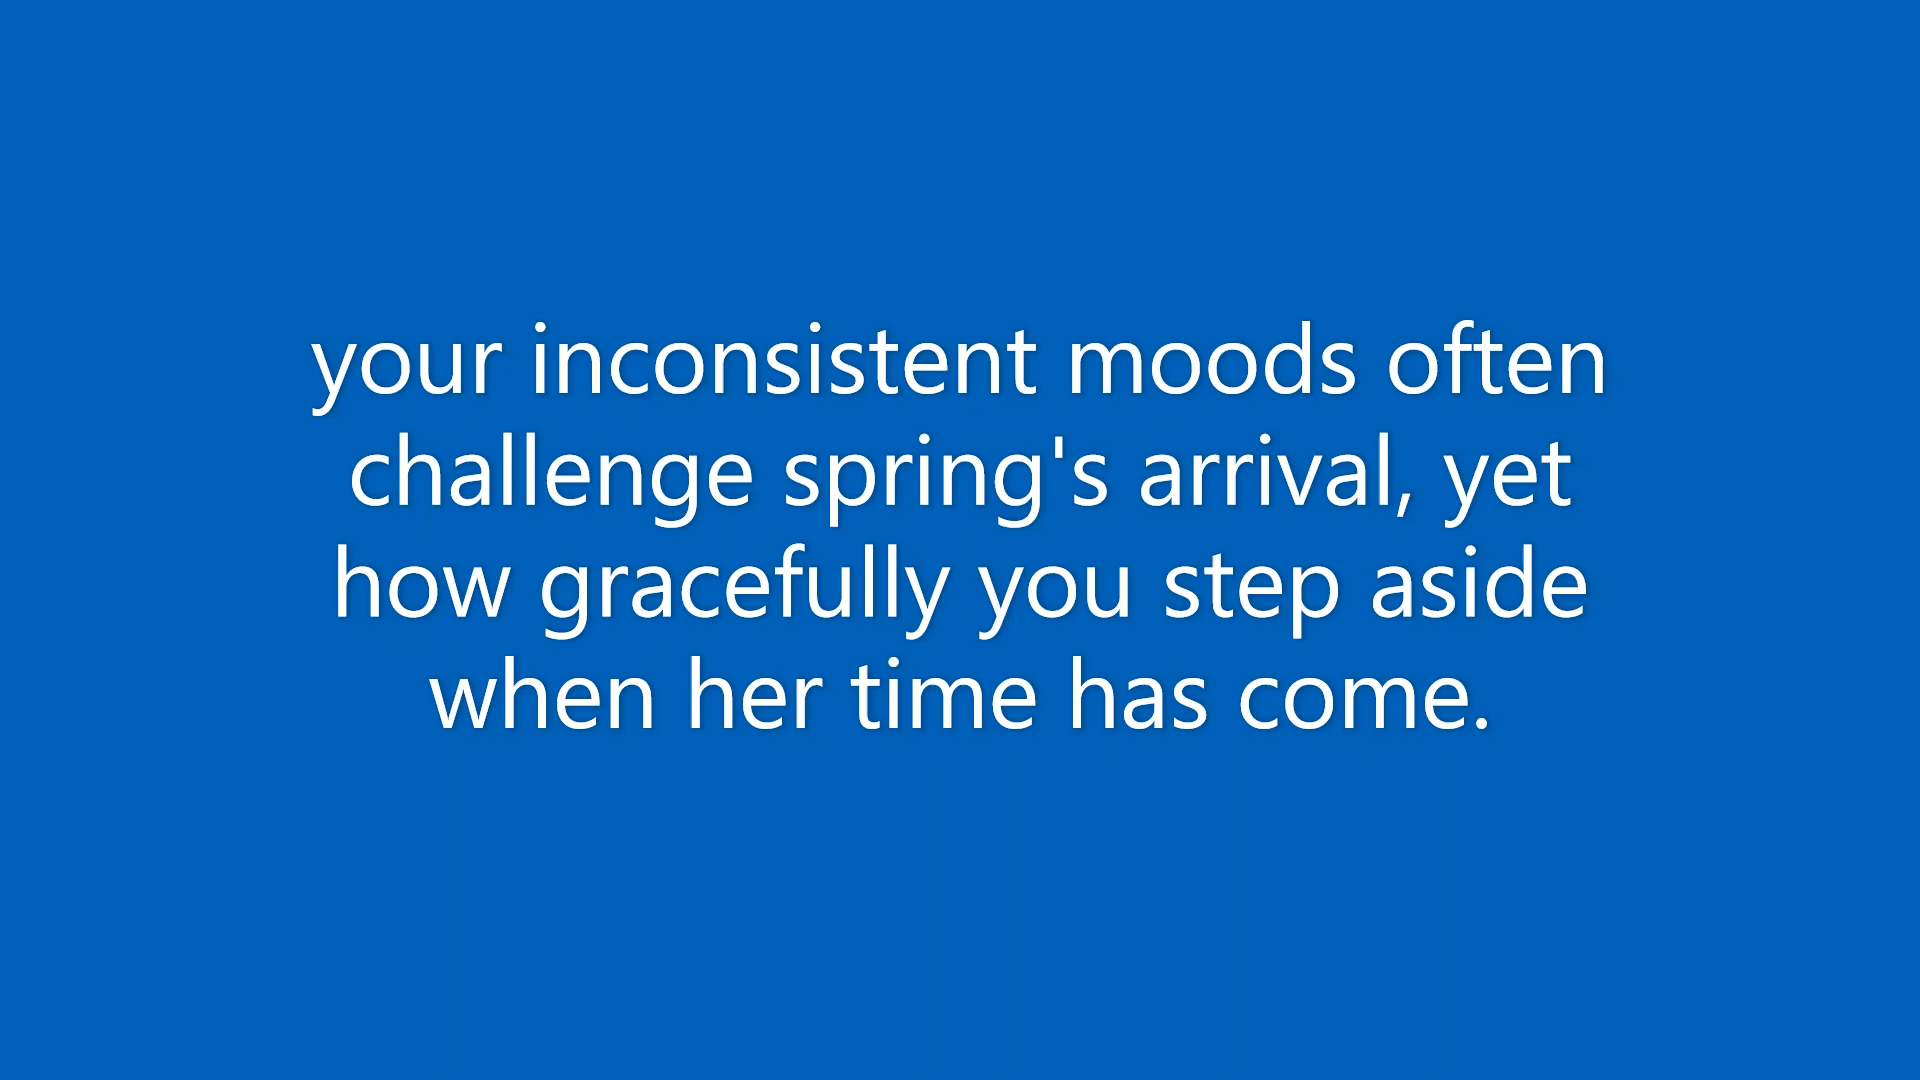 your inconsistent moods often
challenge spring's arrival, yet
how gracefully you step aside
when her time has come.